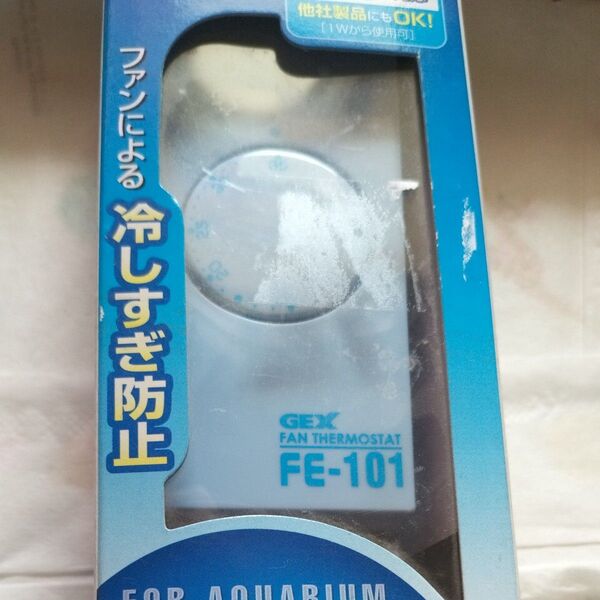 他社製品にもOK!
[1Wから使用可]
ファンによる
冷しすぎ防止
GEX
FAN THERMOSTAT
FE-101
FOR AQUARIUM